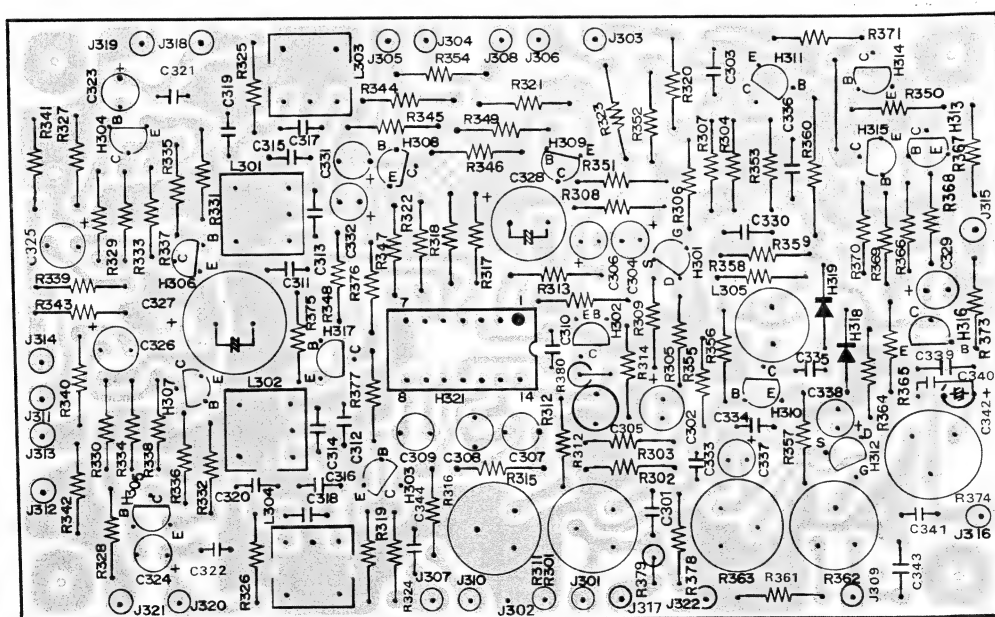 J319
J318
R325
L303
J305
J304
J308
J306
J303
R371
C323
C321
C319
R354
R344
R321
R323
R352
R320
C303
E
H311
B
C
C336
C
H314
B
E
R350
R341
R327
H304
B
C
E
R335
R331
C315
C317
L301
R345
R349
C331
B
H308
E
C
R346
H309
E
B
C
R351
R308
C328
R307
R304
R353
R360
H315
E
B
C
C
E
B
H313
R367
R368
J315
C325
R329
R333
R337
B
H306
C
E
C313
C332
R347
R322
R318
R317
R306
C330
R359
R358
R370
R369
R366
C329
R339
R343
C327
C311
R348
R376
R375
R313
C306
C304
G
S
H301
D
L305
H319
H318
H316
R373
J314
C326
H317
B
C
E
7
1
C310
E
B
H302
C
R309
R314
R305
R355
R356
C335
E
C
B
C339
C340
R340
H307
C
E
B
L302
R377
8
H321
14
R312
R380
C302
C334
B
C
E
H310
R357
C338
R364
R365
C342
J311
J313
J312
R342
R330
R334
R338
R336
R332
C320
C314
C312
C316
C309
C308
C307
R312
C305
R303
R302
C333
C337
S
D
H312
G
B
H305
C
E
L304
C318
B
H303
E
C
C344
R316
R315
R374
R328
C324
C322
R326
R319
R324
C301
R379
R378
R363
R361
R362
C341
C343
J316
J321
J320
J307
J310
J302
R311
R301
J301
J317
J322
J309